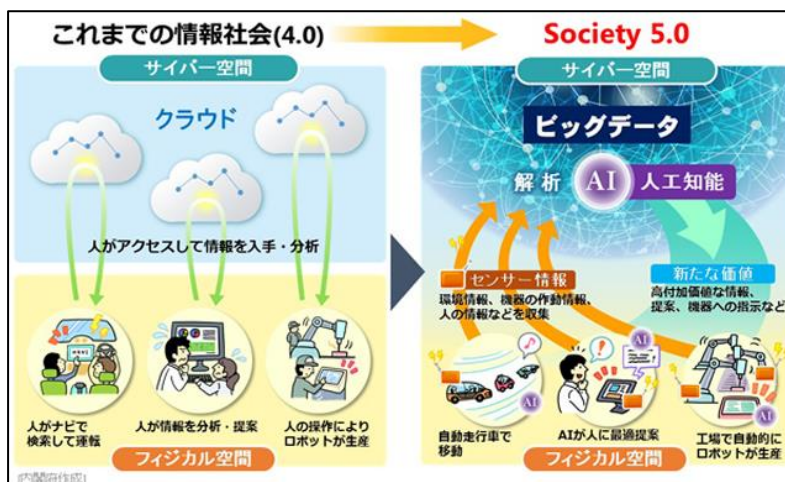 これまでの情報社会(4.0)
Society 5.0
サイバー空間
クラウド
人がアクセスして情報を入手・分析
人がナビで
検索して運転
人が情報を分析・提案
人の操作により
ロボットが生産
フィジカル空間
サイバー空間
ビッグデータ
解析 AI 人工知能
センサー情報
環境情報、機器の作動情報、
人の情報などを収集
新たな価値
高付加価値な情報、
提案、機器への指示など
AI
AI
AI
自動走行車で
移動
AIが人に最適提案
工場で自動的に
ロボットが生産
フィジカル空間
[内閣府作成]